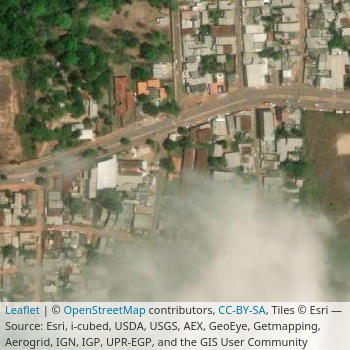 Leaflet | © OpenStreetMap contributors, CC-BY-SA, Tiles © Esri —
Source: Esri, i-cubed, USDA, USGS, AEX, GeoEye, Getmapping,
Aerogrid, IGN, IGP, UPR-EGP, and the GIS User Community